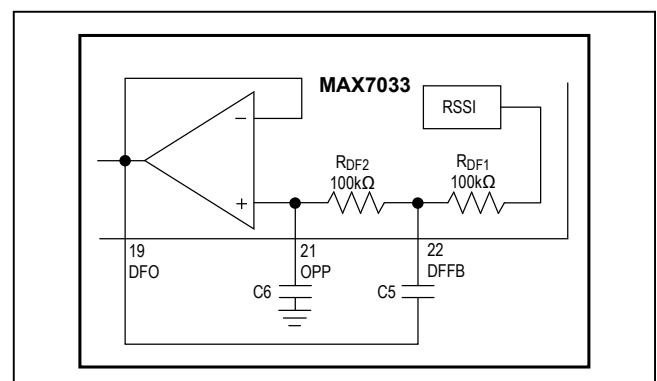 MAX7033
RSSI
−
+
RDF2
100kΩ
RDF1
100kΩ
19
DFO
21
OPP
22
DFFB
C6
C5